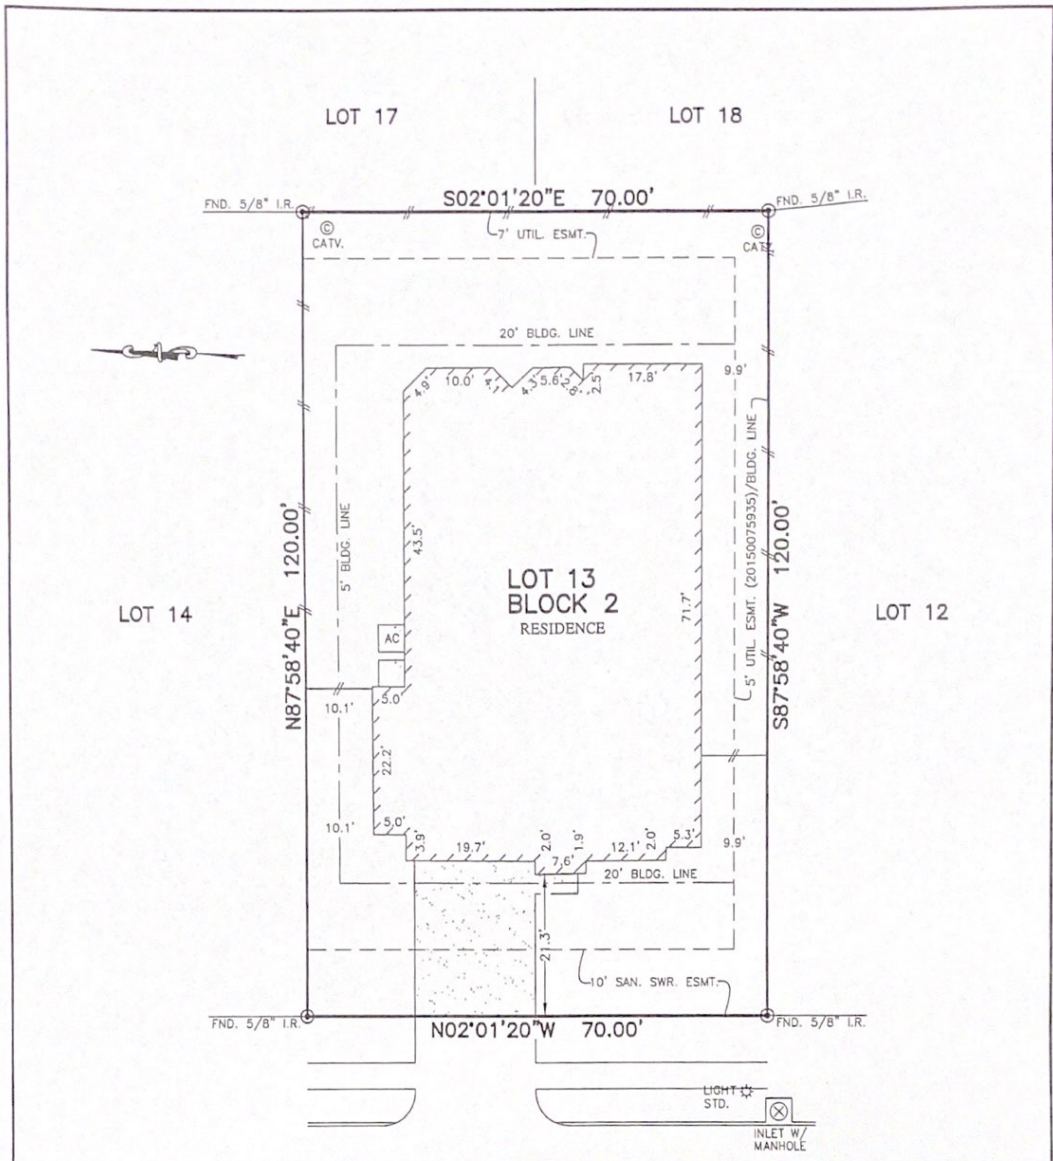 LOT 17
LOT 18
S02°01'20"E 70.00'
FND. 5/8" I.R.
FND. 5/8" I.R.
© CATV.
7' UTIL. ESMT.
© CATV.
20' BLDG. LINE
4.9'
10.0'
4.3'
5.6'
2.5'
17.8'
9.9'
N87°58'40"E 120.00'
5' BLDG. LINE
43.5'
LOT 13
BLOCK 2
RESIDENCE
71.7'
5' UTIL ESMT. (20150075935)/BLDG. LINE
S87°58'40"W 120.00'
LOT 14
LOT 12
AC
5.0'
10.1'
22.2'
10.1'
5.0'
3.9'
19.7'
2.0'
7.6'
1.9'
12.1'
2.0'
5.3'
9.9'
20' BLDG. LINE
21.3'
10' SAN. SWR. ESMT.
FND. 5/8" I.R.
N02°01'20"W 70.00'
FND. 5/8" I.R.
LIGHT
STD.
INLET W/
MANHOLE